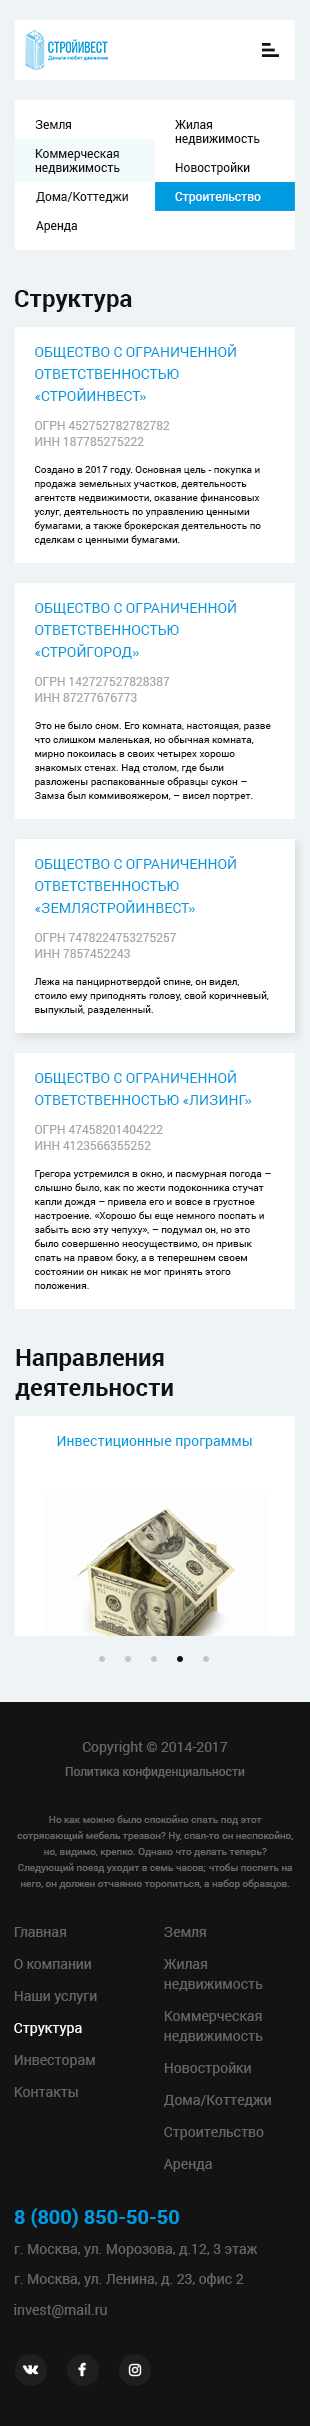 СТРОЙИВЕСТ
Деньги любят движение!
Земля
Коммерческая
недвижимость
Дома/Коттеджи
Аренда
Жилая
недвижимость
Новостройки
Строительство
Структура
ОБЩЕСТВО С ОГРАНИЧЕННОЙ
ОТВЕТСТВЕННОСТЬЮ
«СТРОЙИНВЕСТ»
ОГРН 452752782782782
ИНН 187785275222
Создано в 2017 году. Основная цель - покупка и
продажа земельных участков, деятельность
агентств недвижимости, оказание финансовых
услуг, деятельность по управлению ценными
бумагами, а также брокерская деятельность по
сделкам с ценными бумагами.
ОБЩЕСТВО С ОГРАНИЧЕННОЙ
ОТВЕТСТВЕННОСТЬЮ
«СТРОЙГОРОД»
ОГРН 142727527828387
ИНН 87277676773
Это не было сном. Его комната, настоящая, разве
что слишком маленькая, но обычная комната,
мирно покоилась в своих четырех хорошо
знакомых стенах. Над столом, где были
разложены распакованные образцы сукон –
Замза был коммивояжером, – висел портрет.
ОБЩЕСТВО С ОГРАНИЧЕННОЙ
ОТВЕТСТВЕННОСТЬЮ
«ЗЕМЛЯСТРОЙИНВЕСТ»
ОГРН 7478224753275257
ИНН 7857452243
Лежа на панцирнотвердой спине, он видел,
стоило ему приподнять голову, свой коричневый,
выпуклый, разделенный.
ОБЩЕСТВО С ОГРАНИЧЕННОЙ
ОТВЕТСТВЕННОСТЬЮ «ЛИЗИНГ»
ОГРН 47458201404222
ИНН 4123566355252
Грегора устремился в окно, и пасмурная погода –
слышно было, как по жести подоконника стучат
капли дождя – привела его и вовсе в грустное
настроение. «Хорошо бы еще немного поспать и
забыть всю эту чепуху», – подумал он, но это
было совершенно неосуществимо, он привык
спать на правом боку, а в теперешнем своем
состоянии он никак не мог принять этого
положения.
Направления
деятельности
Инвестиционные программы
Copyright © 2014-2017
Политика конфиденциальности
Но как можно было спокойно спать под этот
сотрясающий мебель трезвон? Ну, спал-то он неспокойно,
но, видимо, крепко. Однако что делать теперь?
Следующий поезд уходит в семь часов; чтобы поспеть на
него, он должен отчаянно торопиться, а набор образцов.
Главная
О компании
Наши услуги
Структура
Инвесторам
Контакты
Земля
Жилая
недвижимость
Коммерческая
недвижимость
Новостройки
Дома/Коттеджи
Строительство
Аренда
8 (800) 850-50-50
г. Москва, ул. Морозова, д.12, 3 этаж
г. Москва, ул. Ленина, д. 23, офис 2
invest@mail.ru